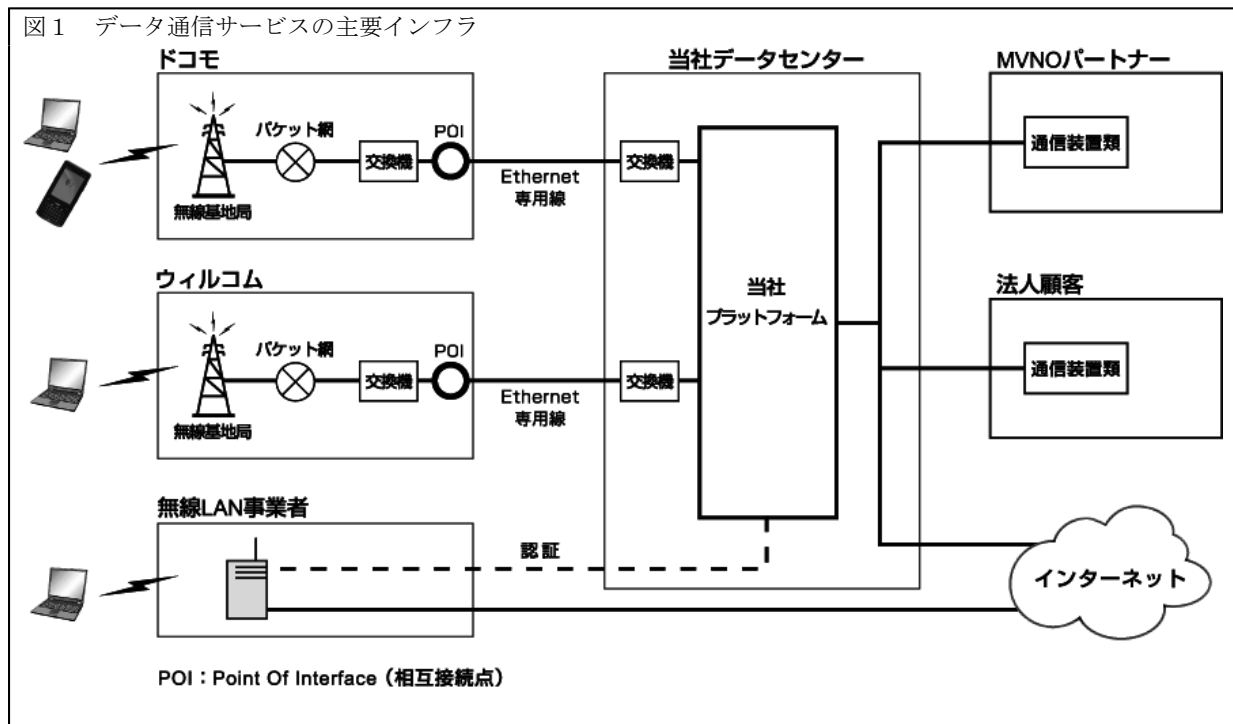 図1 データ通信サービスの主要インフラ
ドコモ
無線基地局
パケット網
交換機
POI
Ethernet
専用線
ウィルコム
無線基地局
パケット網
交換機
POI
Ethernet
専用線
無線LAN事業者
認証
当社データセンター
交換機
交換機
当社
プラットフォーム
MVNOパートナー
通信装置類
法人顧客
通信装置類
インターネット
POI:Point Of Interface(相互接続点)